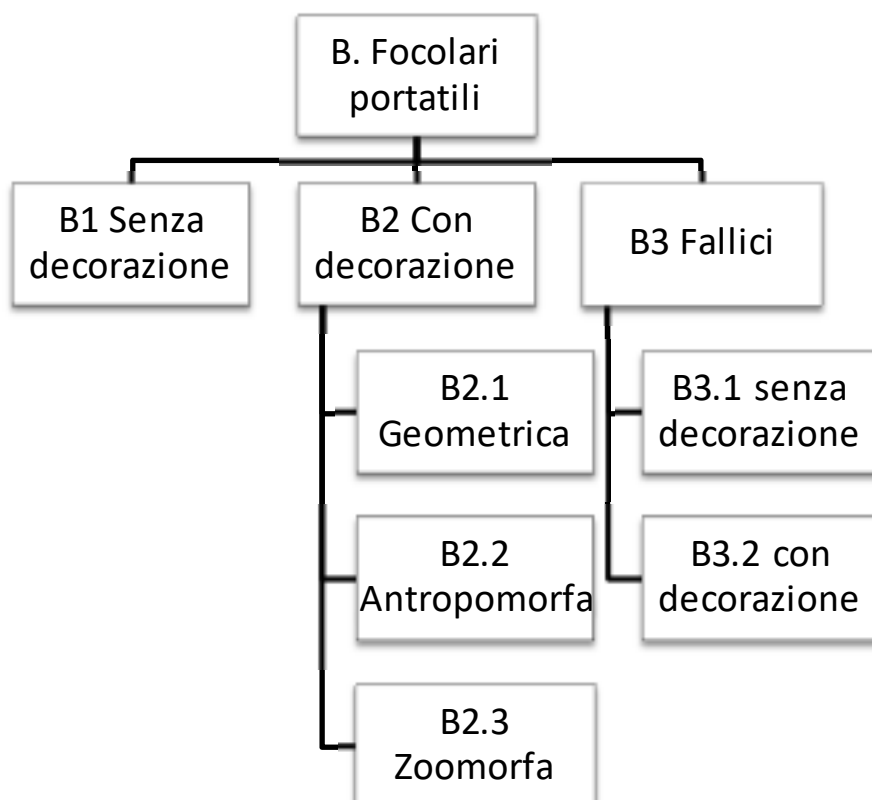 B. Focolari
portatili
B1 Senza
decorazione
B2 Con
decorazione
B2.1
Geometrica
B2.2
Antropomorfa
B2.3
Zoomorfa
B3 Fallici
B3.1 senza
decorazione
B3.2 con
decorazione